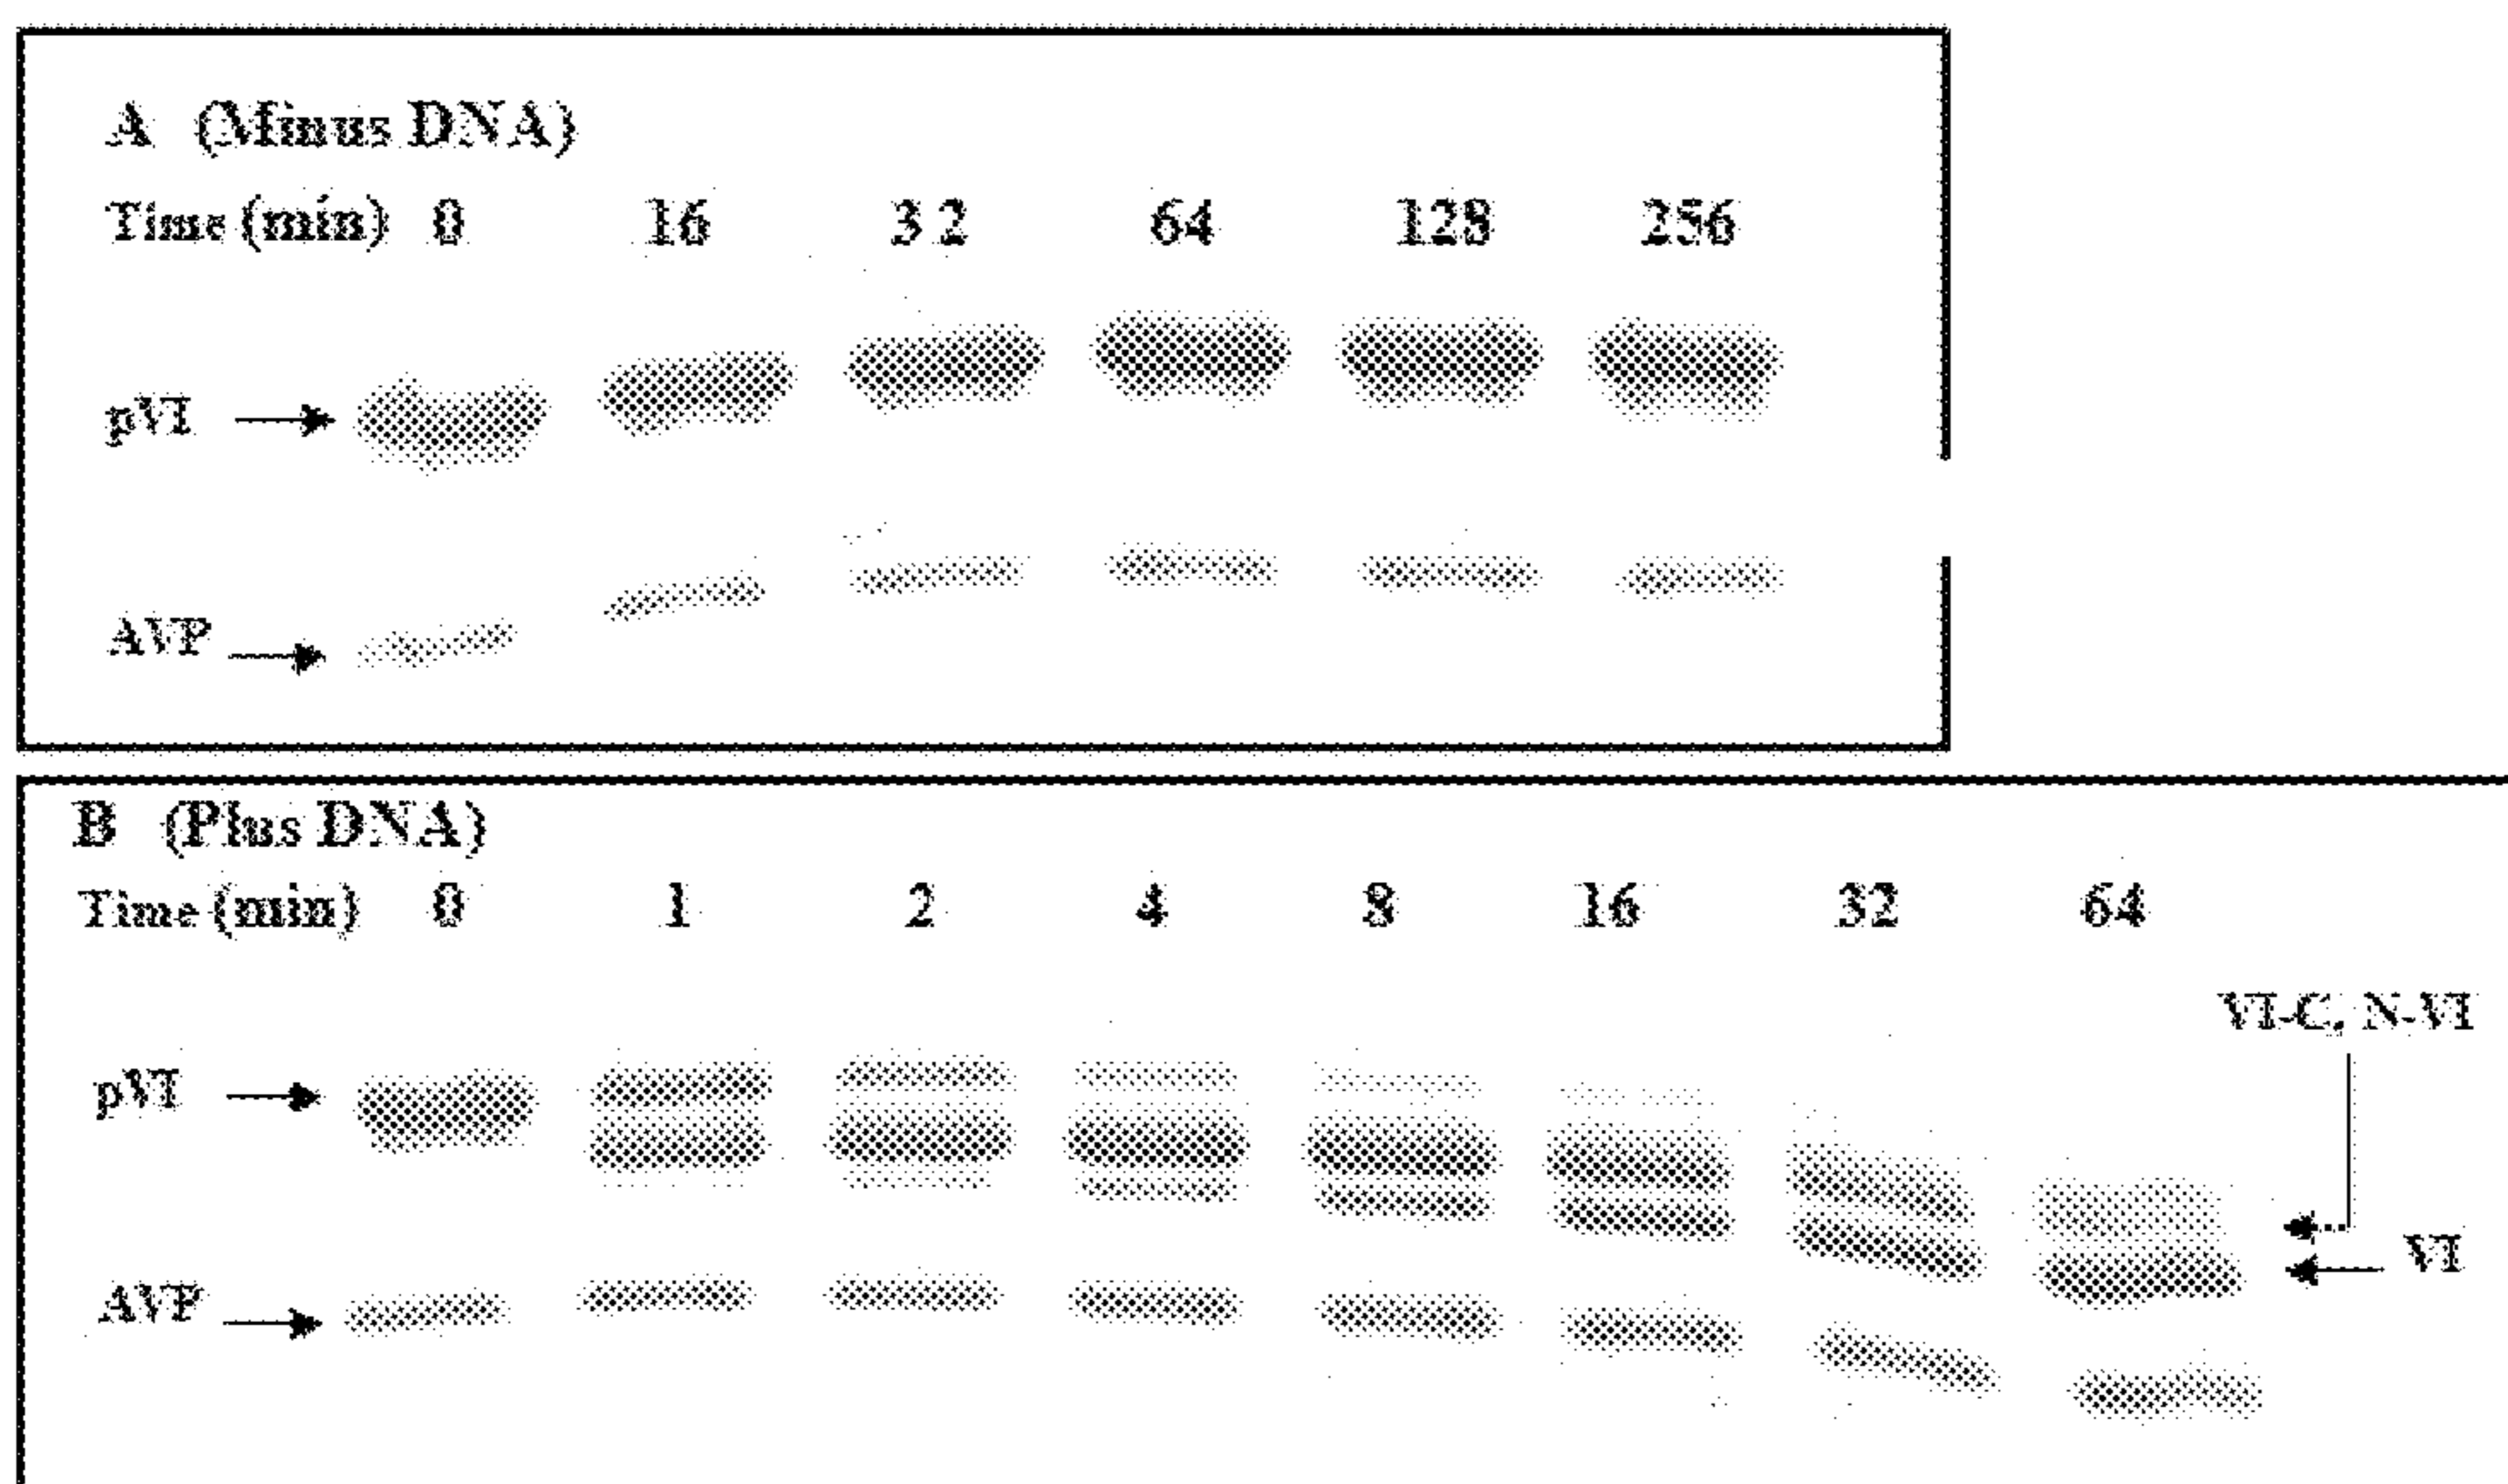 A (Minus DNA)
Time (min) 0 16 32 64 128 256
pVI
AVP
B (Plus DNA)
Time (min) 0 1 2 4 8 16 32 64
VI-C, N-VI
pVI
VI
AVP